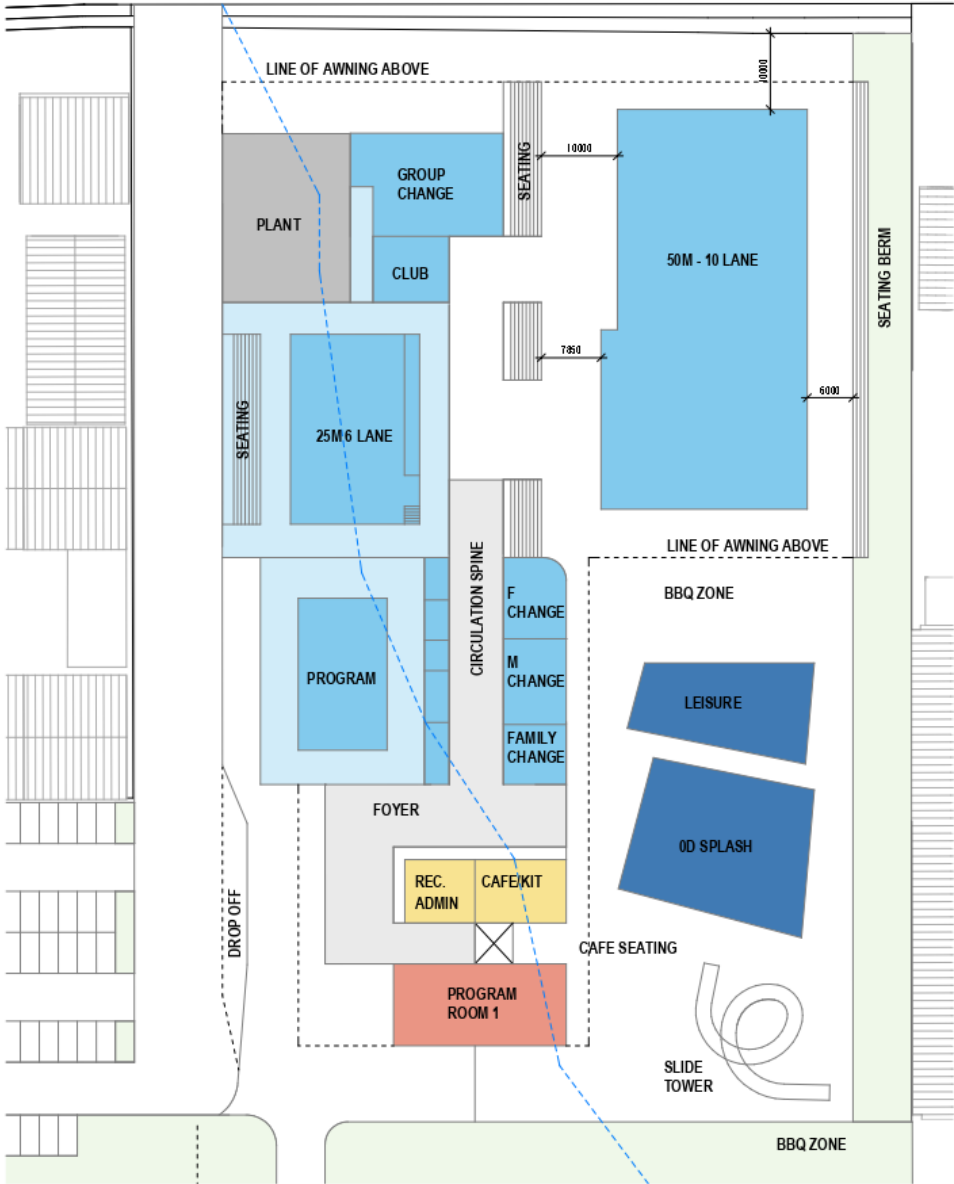 LINE OF AWNING ABOVE
10000
GROUP
CHANGE
SEATING
10000
PLANT
50M - 10 LANE
CLUB
SEATING BERM
7850
6000
SEATING
25M 6 LANE
LINE OF AWNING ABOVE
CIRCULATION SPINE
F
CHANGE
BBQ ZONE
M
CHANGE
PROGRAM
LEISURE
FAMILY
CHANGE
FOYER
0D SPLASH
REC.
ADMIN
CAFE/KIT
DROP OFF
CAFE SEATING
PROGRAM
ROOM 1
SLIDE
TOWER
BBQ ZONE